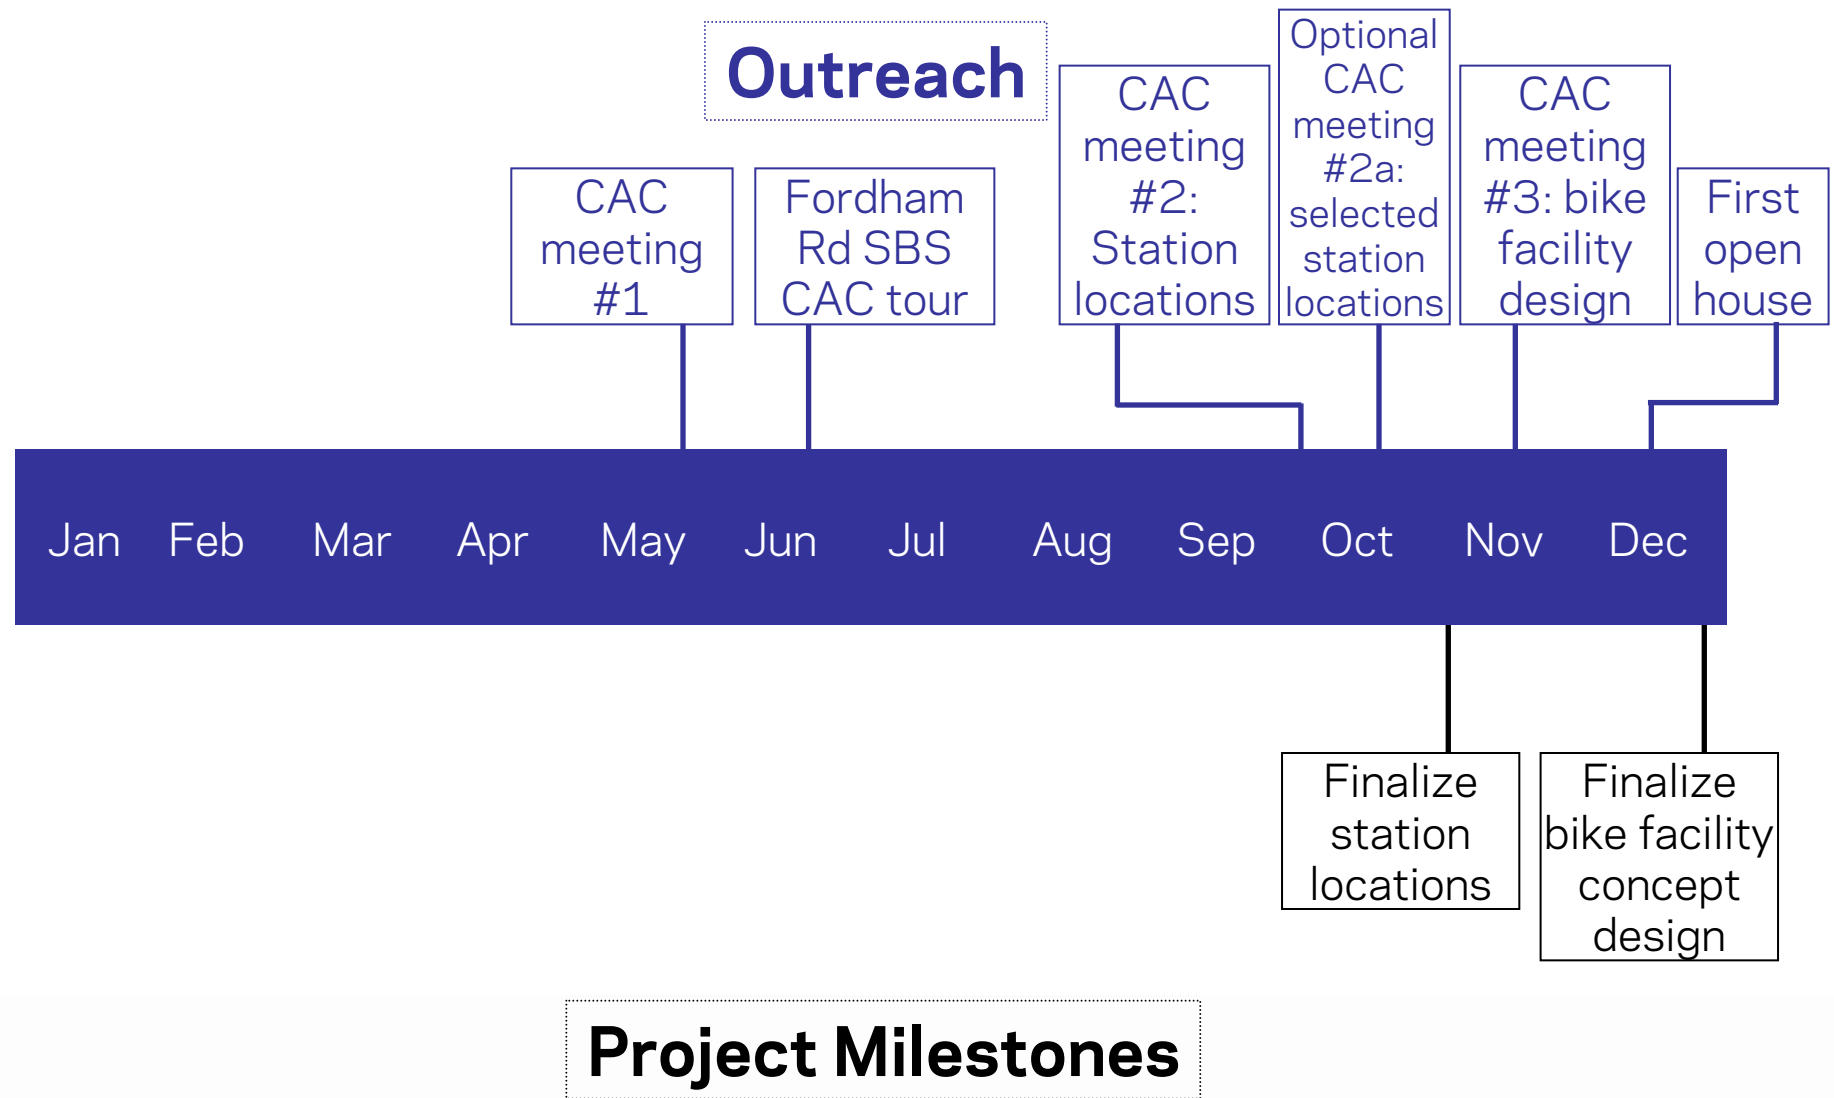 Outreach
CAC
meeting
#1
Fordham
Rd SBS
CAC tour
CAC
meeting
#2:
Station
locations
Optional
CAC
meeting
#2a:
selected
station
locations
CAC
meeting
#3: bike
facility
design
First
open
house
Jan Feb Mar Apr May Jun Jul Aug Sep Oct Nov Dec
Finalize
station
locations
Finalize
bike facility
concept
design
Project Milestones